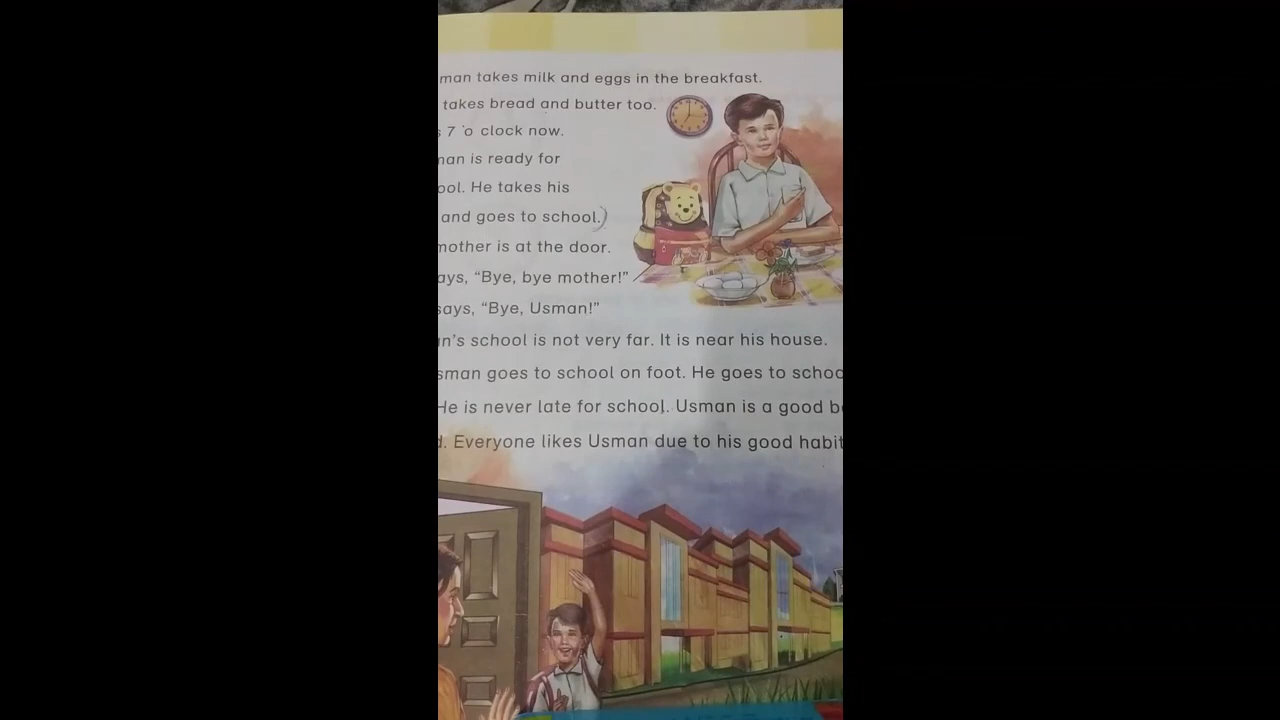 man takes milk and eggs in the breakfast.
takes bread and butter too.
s 7 'o clock now.
man is ready for
ool. He takes his
and goes to school.
mother is at the door.
ays, “Bye, bye mother!”
says, “Bye, Usman!”
n's school is not very far. It is near his house.
sman goes to school on foot. He goes to schoo
He is never late for school. Usman is a good b
d. Everyone likes Usman due to his good habit